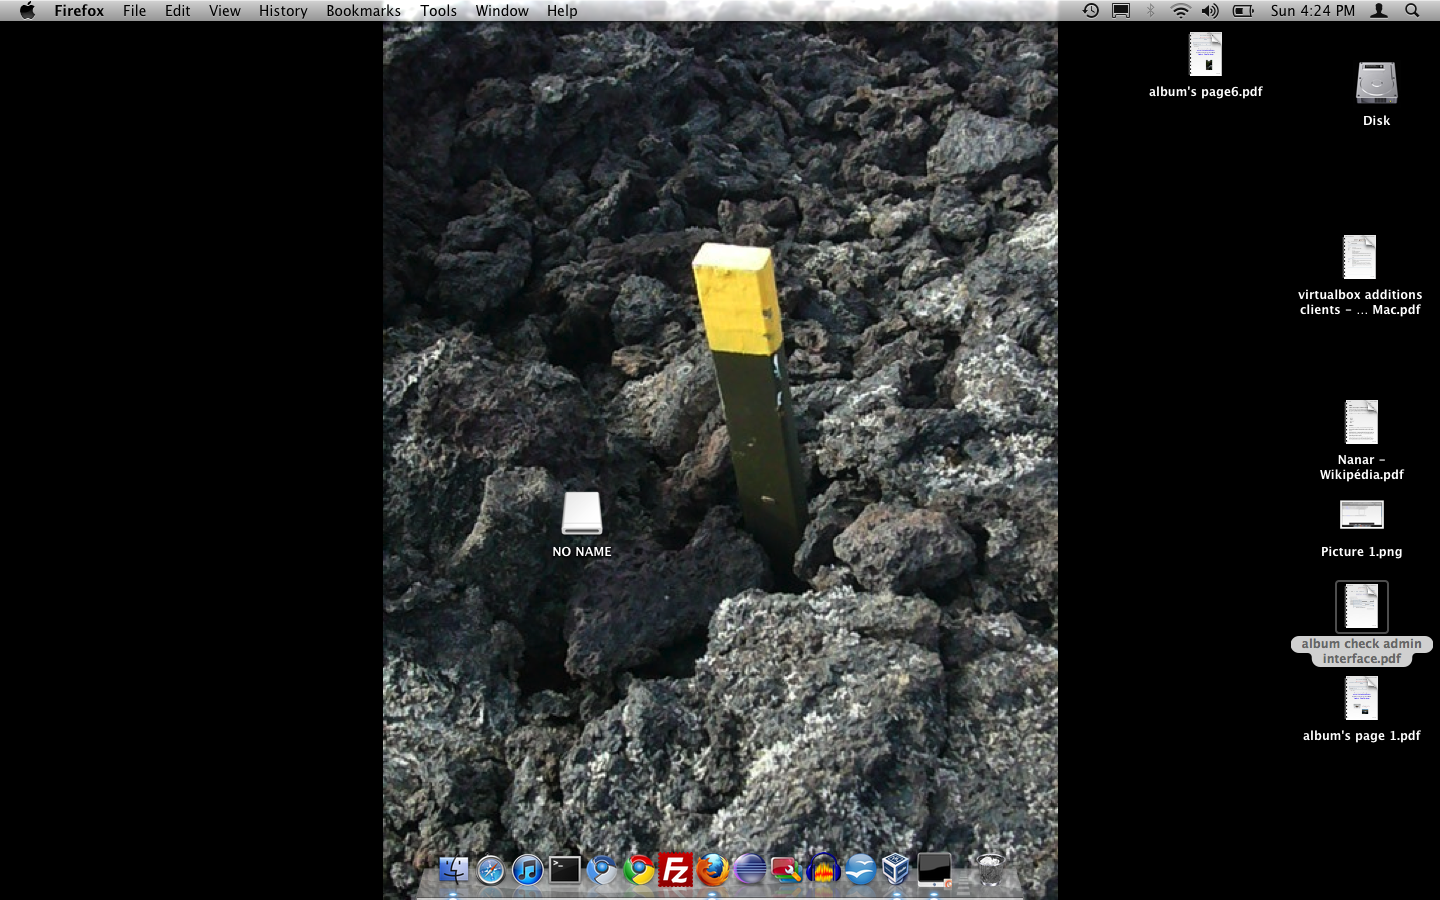 Firefox File Edit View History Bookmarks Tools Window Help Sun 4:24 PM
album's page6.pdf
Disk
virtualbox additions
clients - ... Mac.pdf
Nanar -
Wikipédia.pdf
NO NAME
Picture 1.png
album check admin
interface.pdf
album's page 1.pdf
>_
FZ